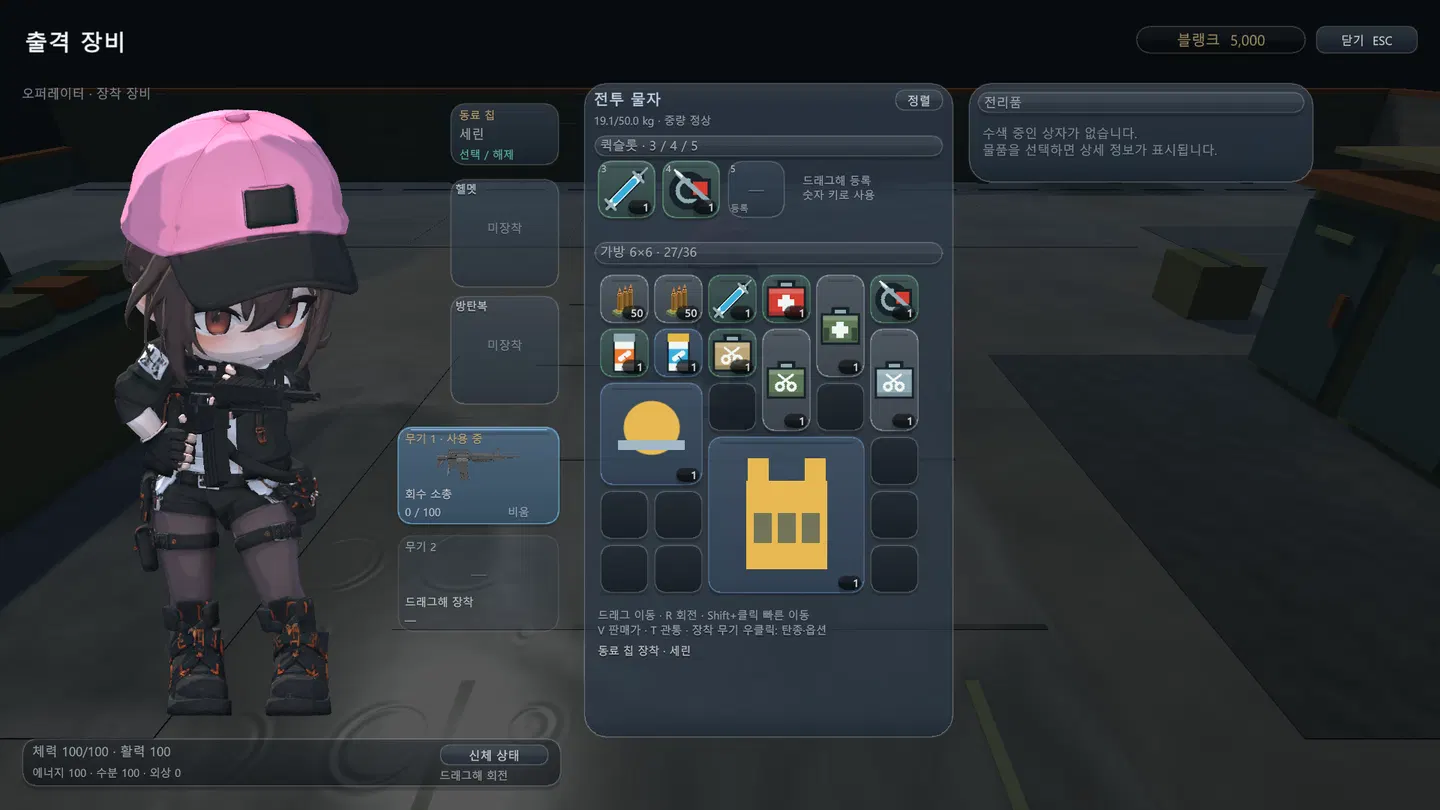 출격 장비
블랭크 5,000
닫기 ESC
오퍼레이터 · 장착 장비
동료 칩
세린
선택 / 해제
헬멧
미장착
방탄복
미장착
무기 1 · 사용 중
회수 소총
0 / 100 비움
무기 2
—
드래그해 장착
—
전투 물자
정렬
19.1/50.0 kg · 중량 정상
퀵슬롯 · 3 / 4 / 5
3
1
4
1
5
—
등록
드래그해 등록
숫자 키로 사용
가방 6×6 · 27/36
50
50
1
1
1
1
1
1
1
1
1
1
1
드래그 이동 · R 회전 · Shift+클릭 빠른 이동
V 판매가 · T 관통 · 장착 무기 우클릭: 탄종·옵션
동료 칩 장착 · 세린
전리품
수색 중인 상자가 없습니다.
물품을 선택하면 상세 정보가 표시됩니다.
체력 100/100 · 활력 100
에너지 100 · 수분 100 · 외상 0
신체 상태
드래그해 회전